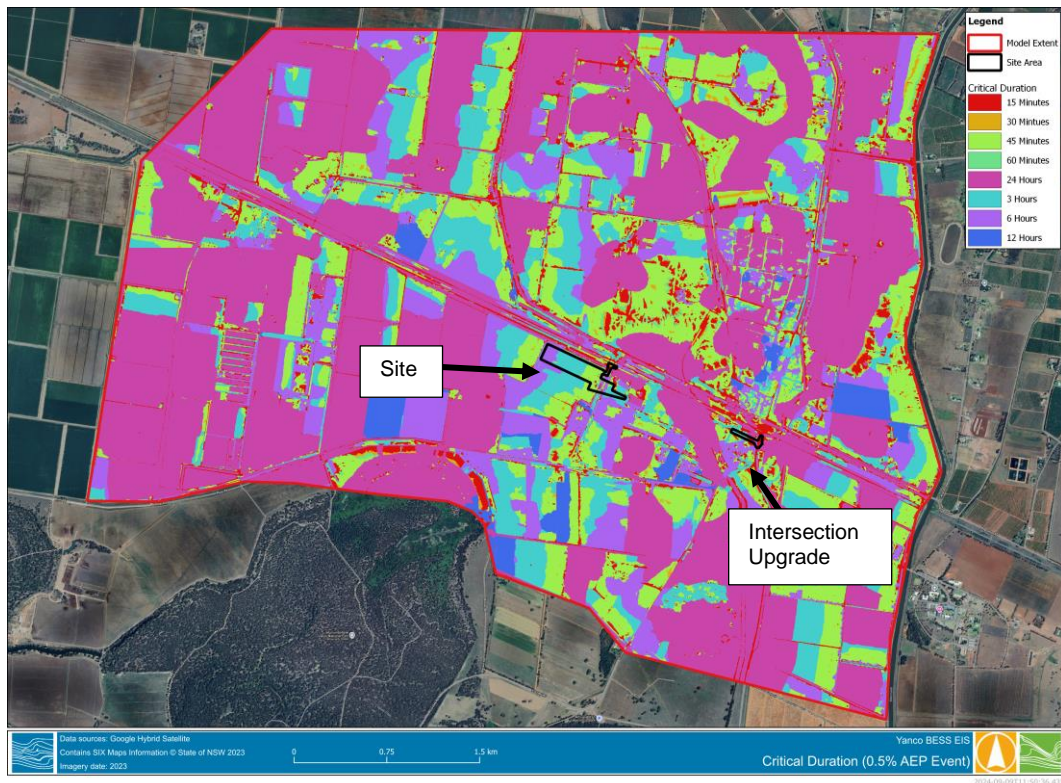 Legend
Model Extent
Site Area
Critical Duration
15 Minutes
30 Mintues
45 Minutes
60 Minutes
24 Hours
3 Hours
6 Hours
12 Hours
Site
Intersection
Upgrade
Data sources: Google Hybrid Satellite
Contains SIX Maps Information © State of NSW 2023
Imagery date: 2023
0 0.75 1.5 km
Yanco BESS EIS
Critical Duration (0.5% AEP Event)